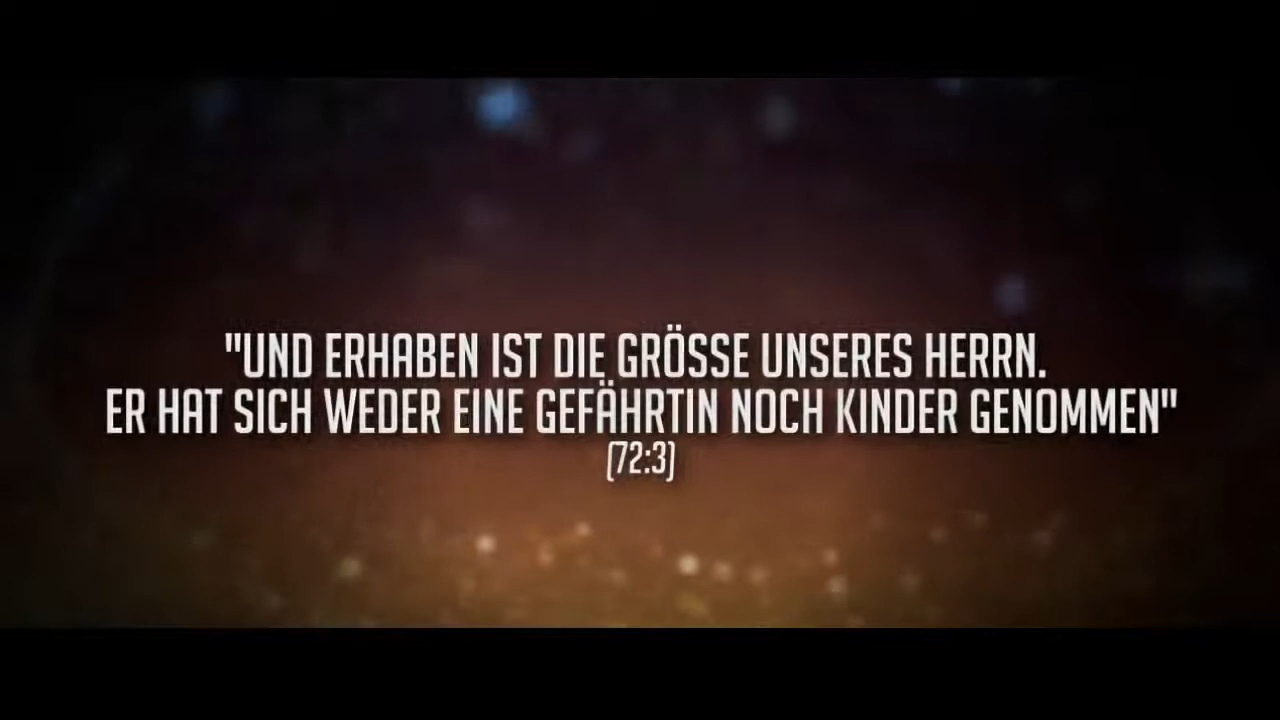 "UND ERHABEN IST DIE GRÖSSE UNSERES HERRN.
ER HAT SICH WEDER EINE GEFÄHRTIN NOCH KINDER GENOMMEN"
(72:3)